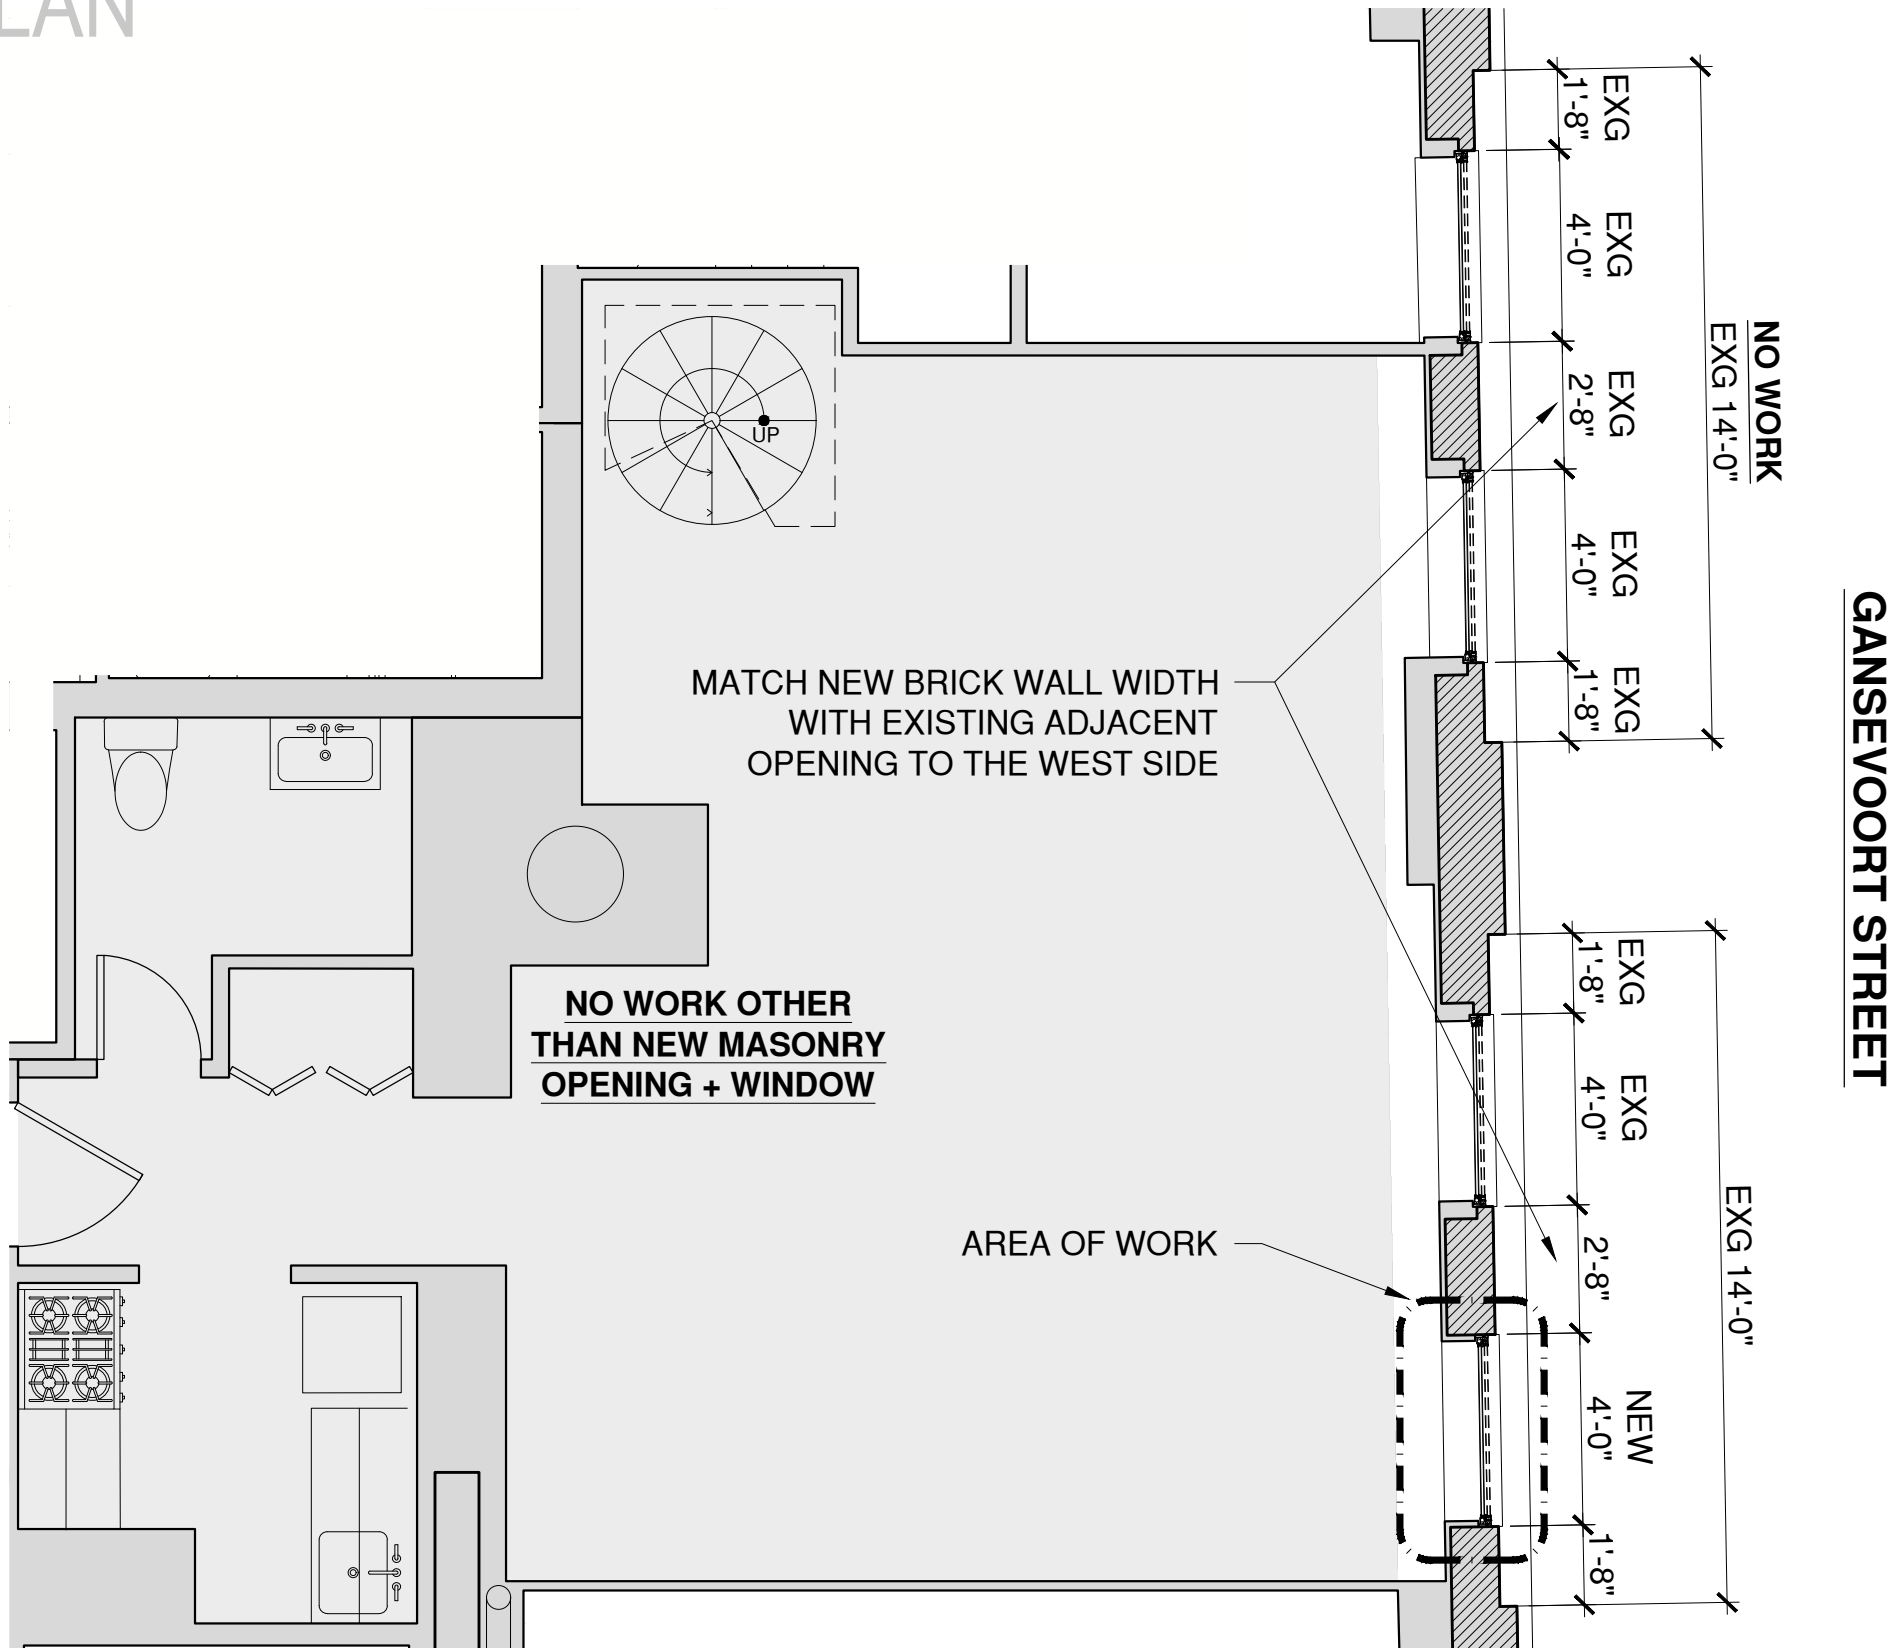 LAN
EXG
1'-8"
EXG
4'-0"
EXG
2'-8"
EXG
4'-0"
EXG
1'-8"
NO WORK
EXG 14'-0"
GANSEVOORT STREET
UP
MATCH NEW BRICK WALL WIDTH
WITH EXISTING ADJACENT
OPENING TO THE WEST SIDE
NO WORK OTHER
THAN NEW MASONRY
OPENING + WINDOW
AREA OF WORK
EXG
1'-8"
EXG
4'-0"
2'-8"
NEW
4'-0"
1'-8"
EXG 14'-0"